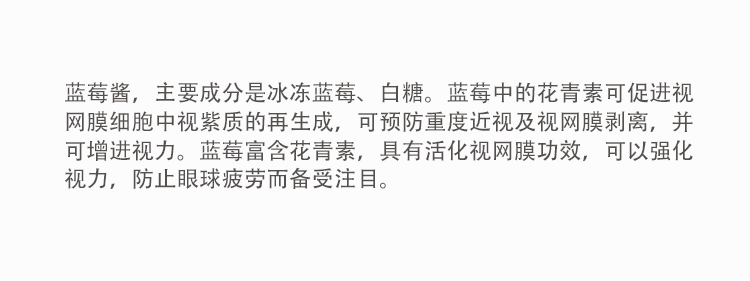 蓝莓酱，主要成分是冰冻蓝莓、白糖。蓝莓中的花青素可促进视
网膜细胞中视紫质的再生成，可预防重度近视及视网膜剥离，并
可增进视力。蓝莓富含花青素，具有活化视网膜功效，可以强化
视力，防止眼球疲劳而备受注目。